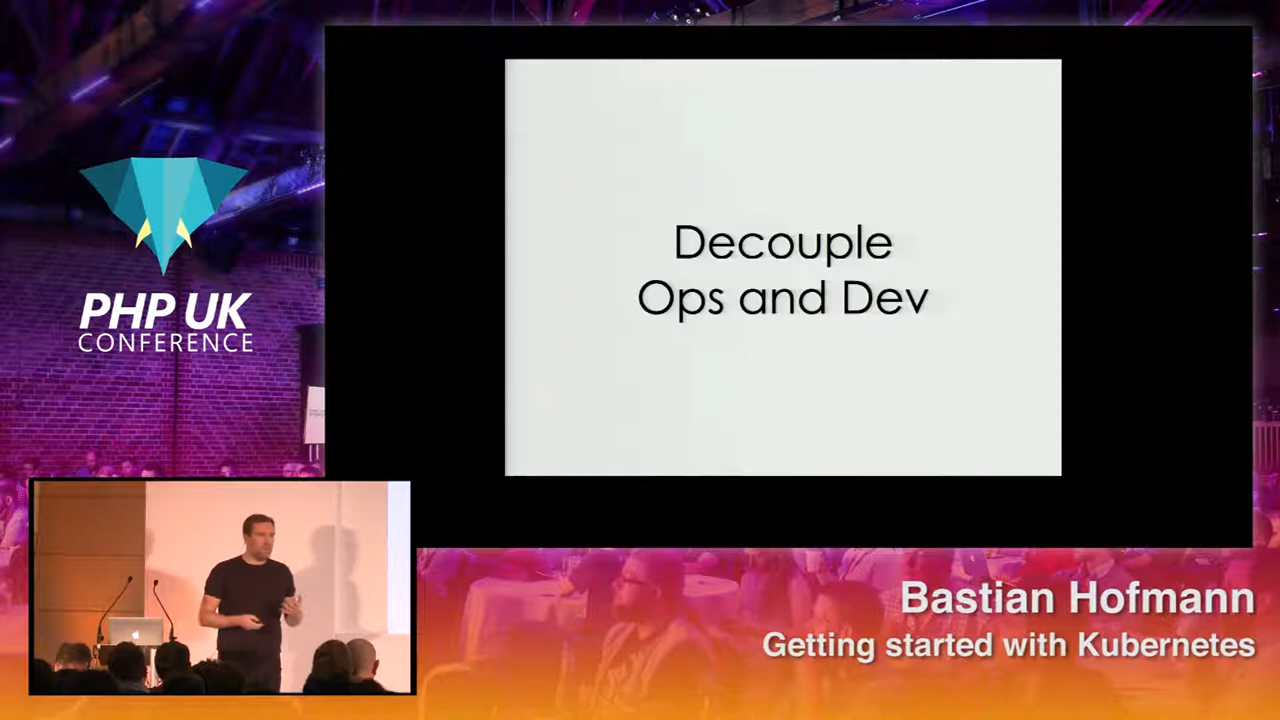 Decouple
Ops and Dev
PHP UK
CONFERENCE
Bastian Hofmann
Getting started with Kubernetes